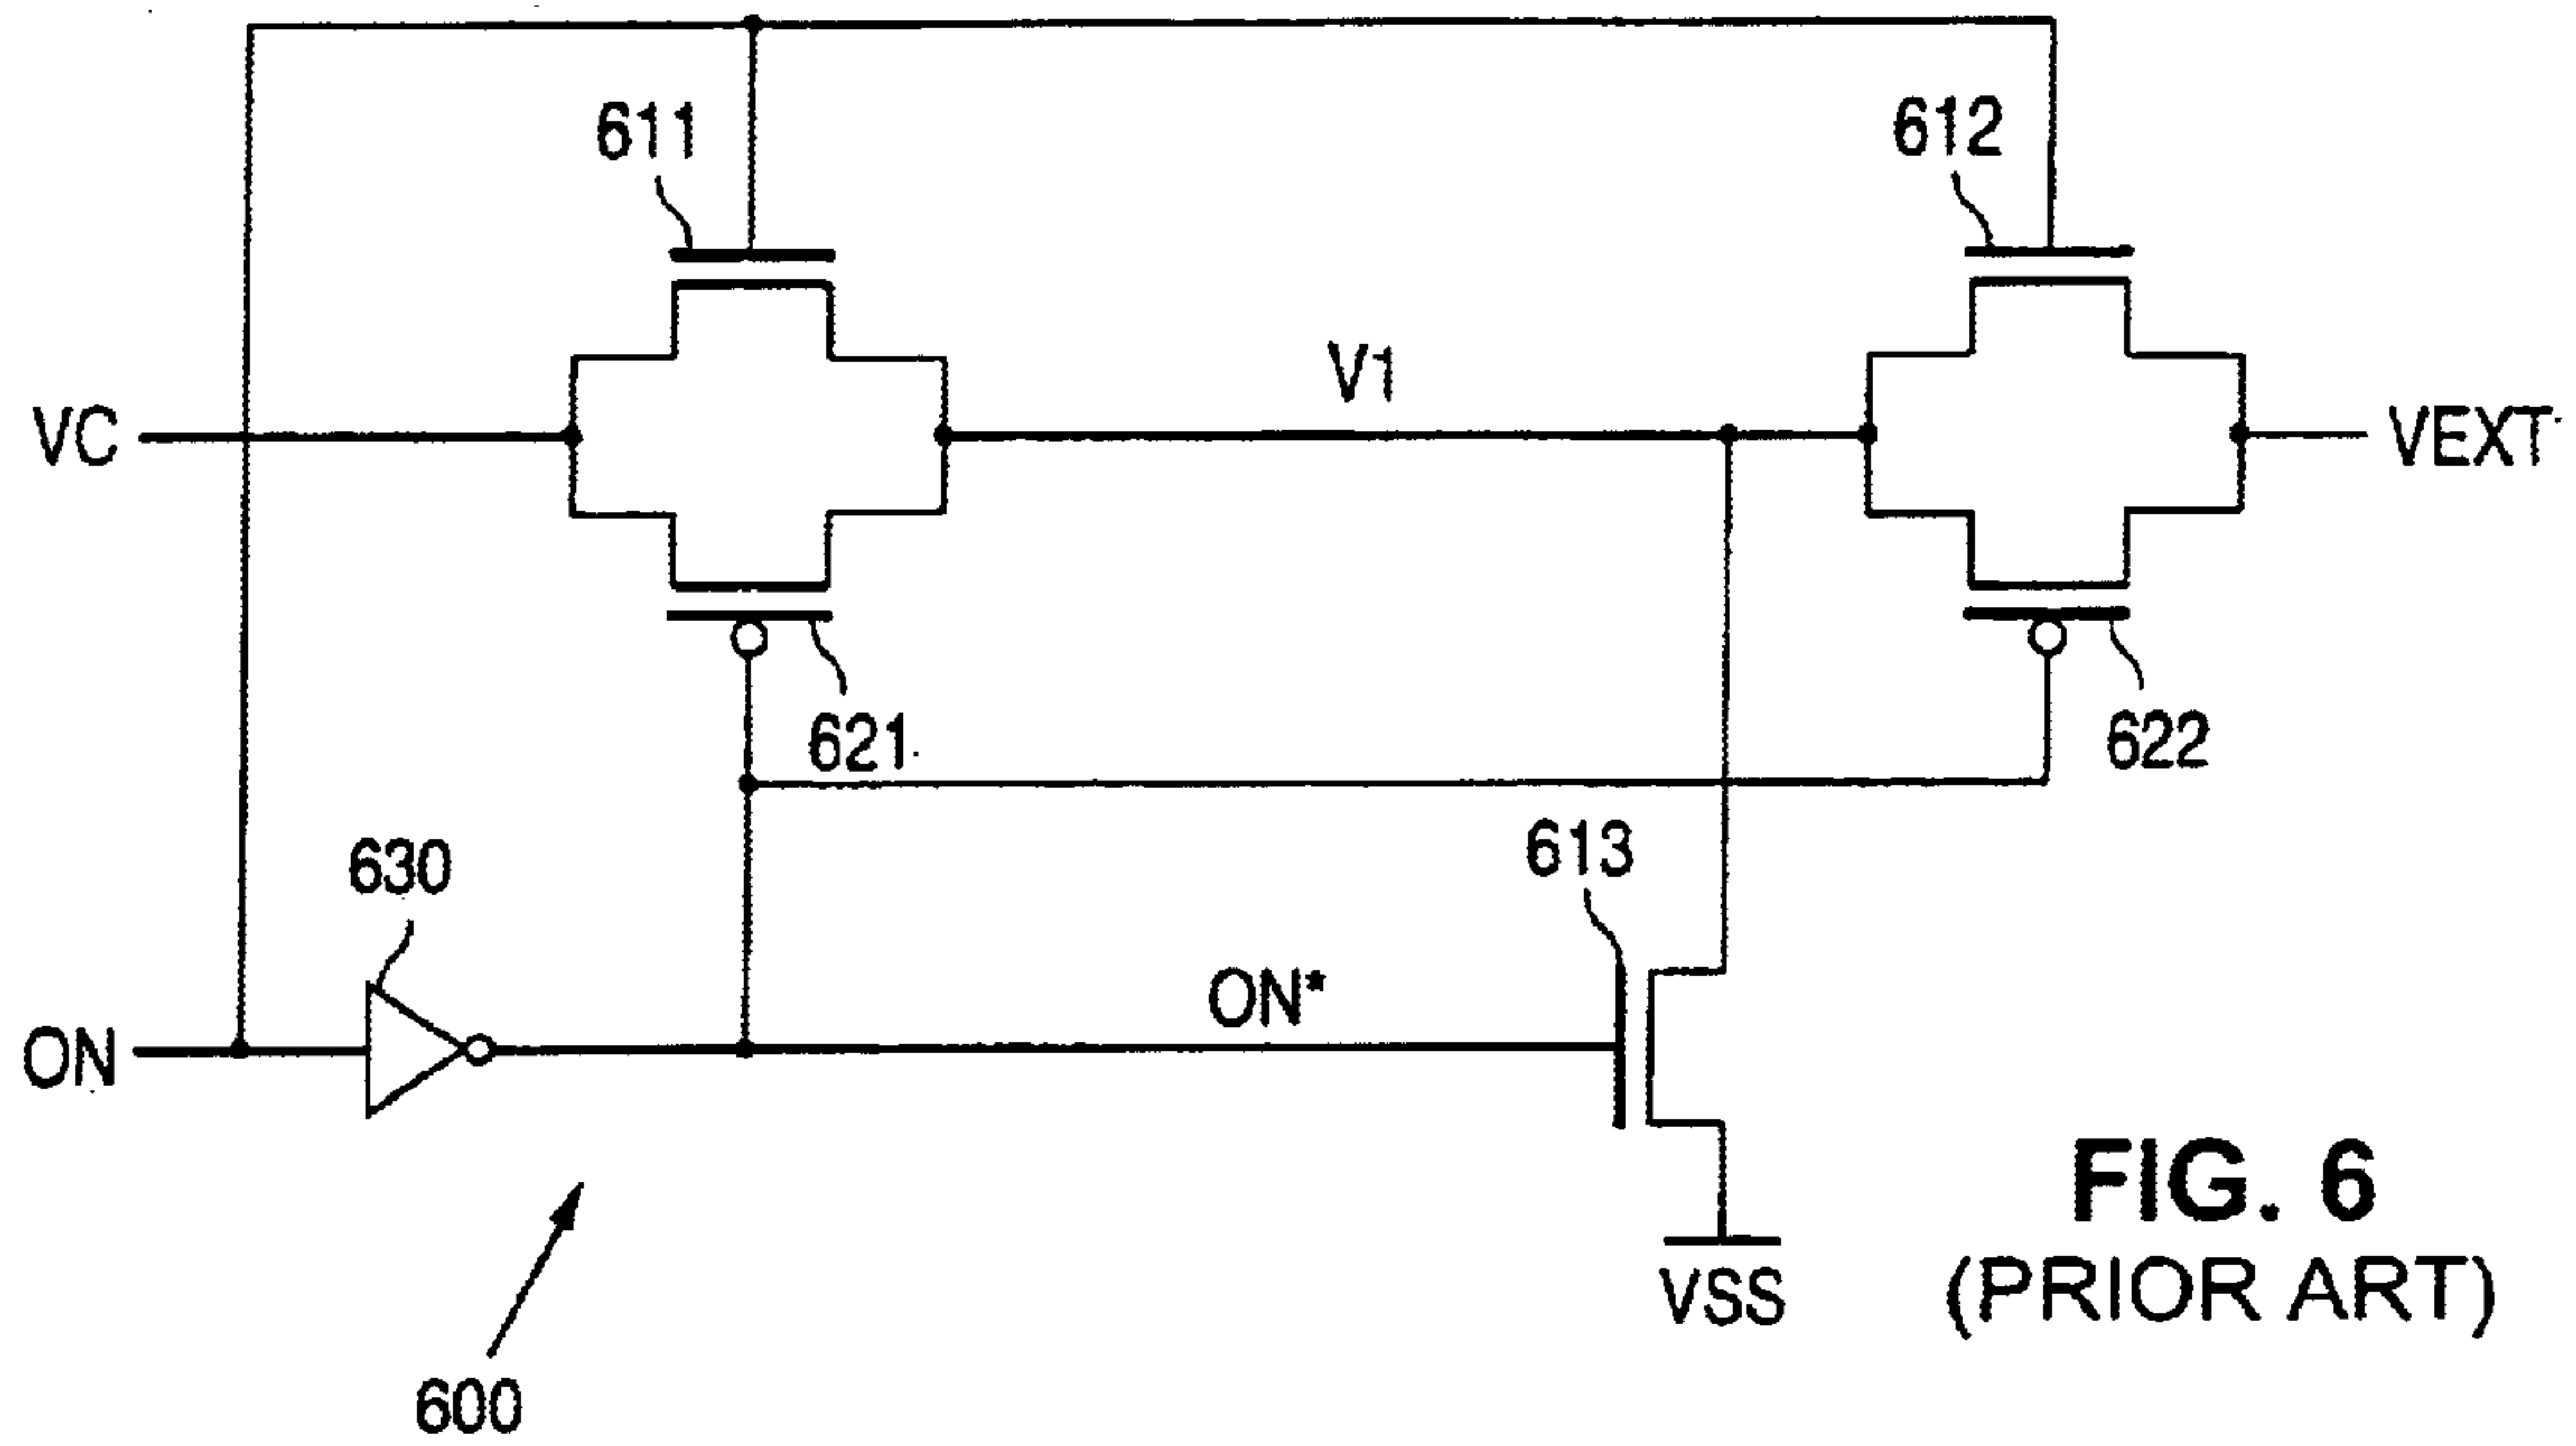 611
612
VC
V1
VEXT
621
622
630
613
ON
ON*
VSS
FIG. 6
(PRIOR ART)
600